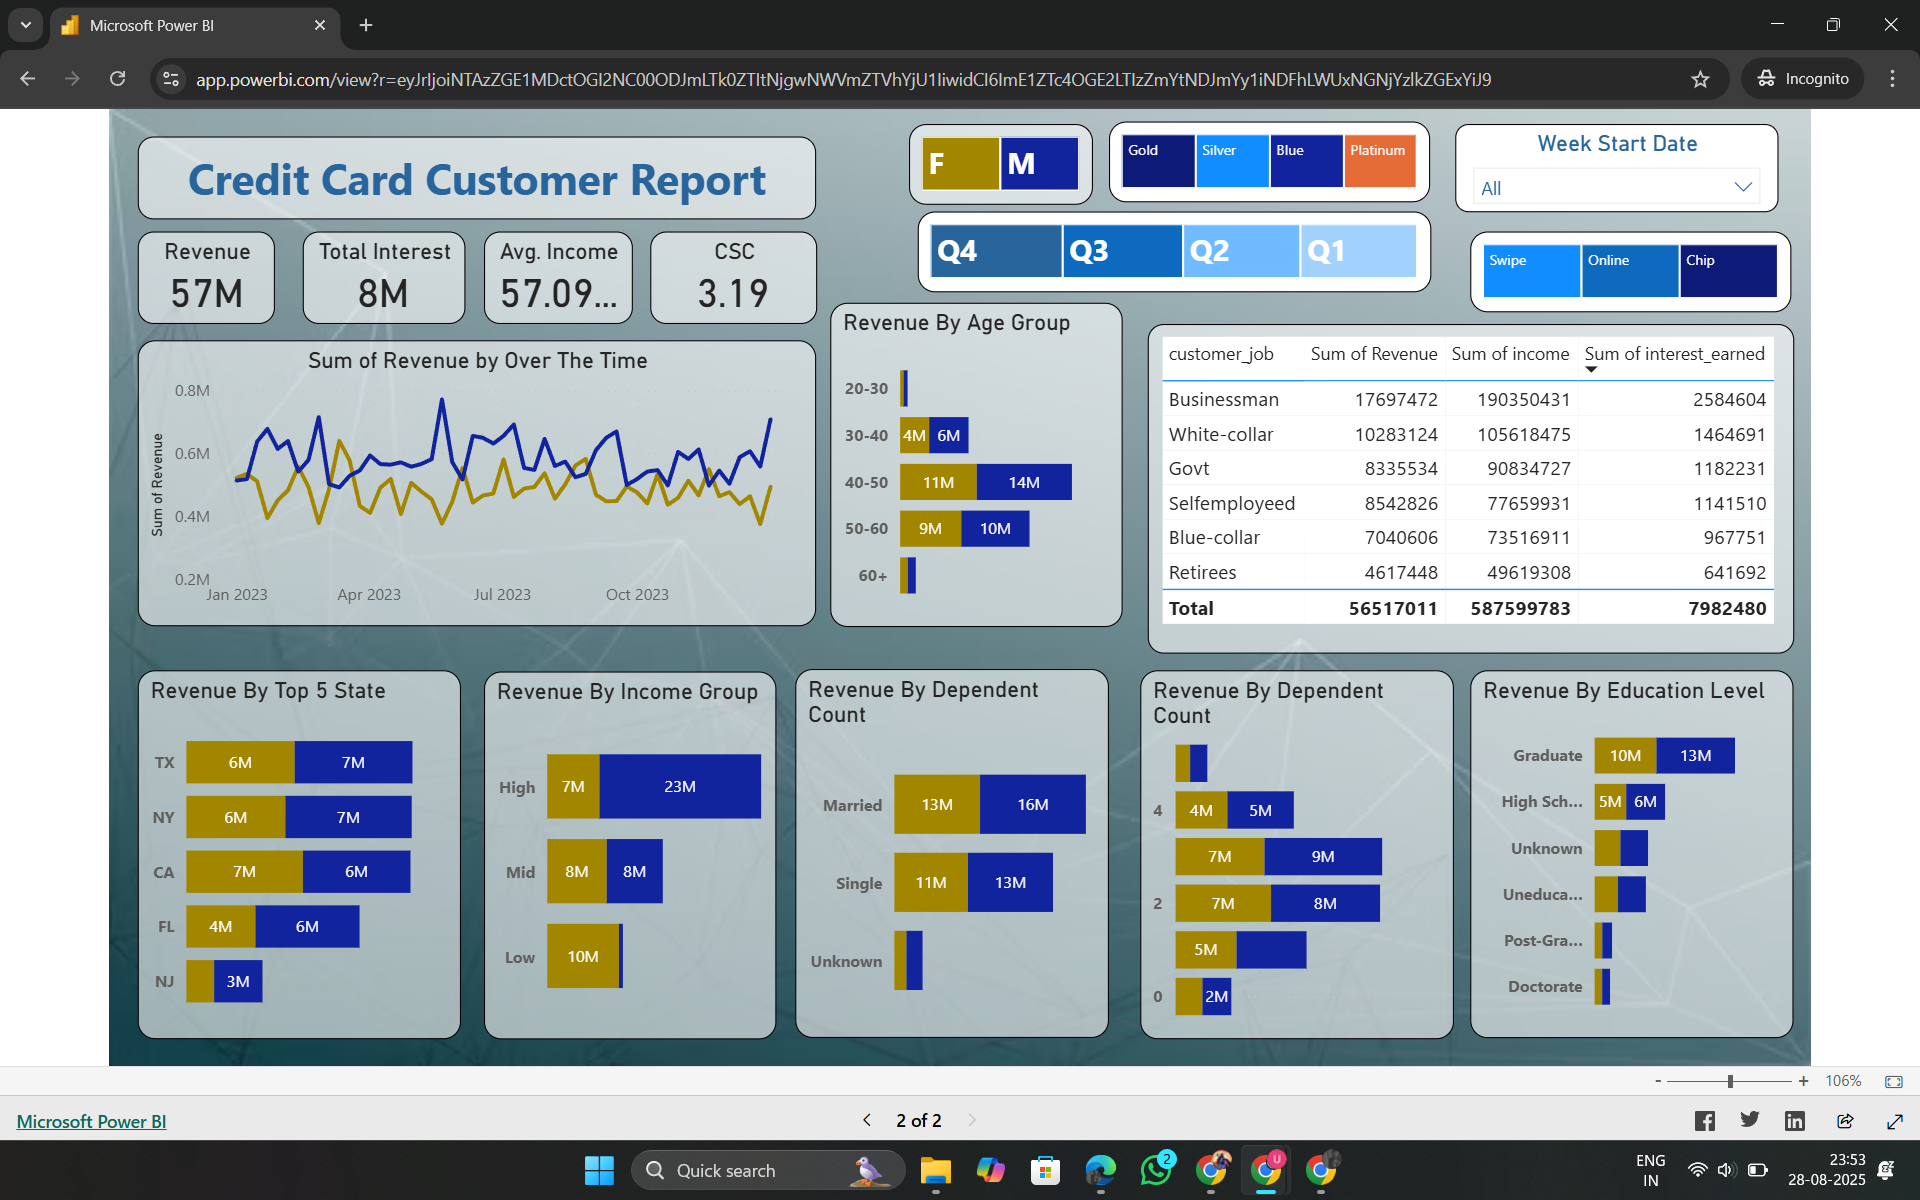 Microsoft Power BI
app.powerbi.com/view?r=eyJrIjoiNTAzZGE1MDctOGI2NC00ODJmLTk0ZTItNjgwNWVmZTVhYjU1IiwidCI6ImE1ZTc4OGE2LTIzZmYtNDJmYy1iNDFhLWUxNGNjYzlkZGExYiJ9
Incognito
Credit Card Customer Report
F M
Gold Silver Blue Platinum
Week Start Date
All
Q4 Q3 Q2 Q1
Swipe Online Chip
Revenue
57M
Total Interest
8M
Avg. Income
57.09...
CSC
3.19
Sum of Revenue by Over The Time
Sum of Revenue
0.8M
0.6M
0.4M
0.2M
Jan 2023 Apr 2023 Jul 2023 Oct 2023
Revenue By Age Group
20-30
30-40 4M 6M
40-50 11M 14M
50-60 9M 10M
60+
customer_job Sum of Revenue Sum of income Sum of interest_earned
Businessman 17697472 190350431 2584604
White-collar 10283124 105618475 1464691
Govt 8335534 90834727 1182231
Selfemployeed 8542826 77659931 1141510
Blue-collar 7040606 73516911 967751
Retirees 4617448 49619308 641692
Total 56517011 587599783 7982480
Revenue By Top 5 State
TX 6M 7M
NY 6M 7M
CA 7M 6M
FL 4M 6M
NJ 3M
Revenue By Income Group
High 7M 23M
Mid 8M 8M
Low 10M
Revenue By Dependent
Count
Married 13M 16M
Single 11M 13M
Unknown
Revenue By Dependent
Count
4 4M 5M
7M 9M
2 7M 8M
5M
0 2M
Revenue By Education Level
Graduate 10M 13M
High Sch... 5M 6M
Unknown
Uneduca...
Post-Gra...
Doctorate
- + 106%
Microsoft Power BI
2 of 2
Quick search
2
U
ENG
IN
23:53
28-08-2025